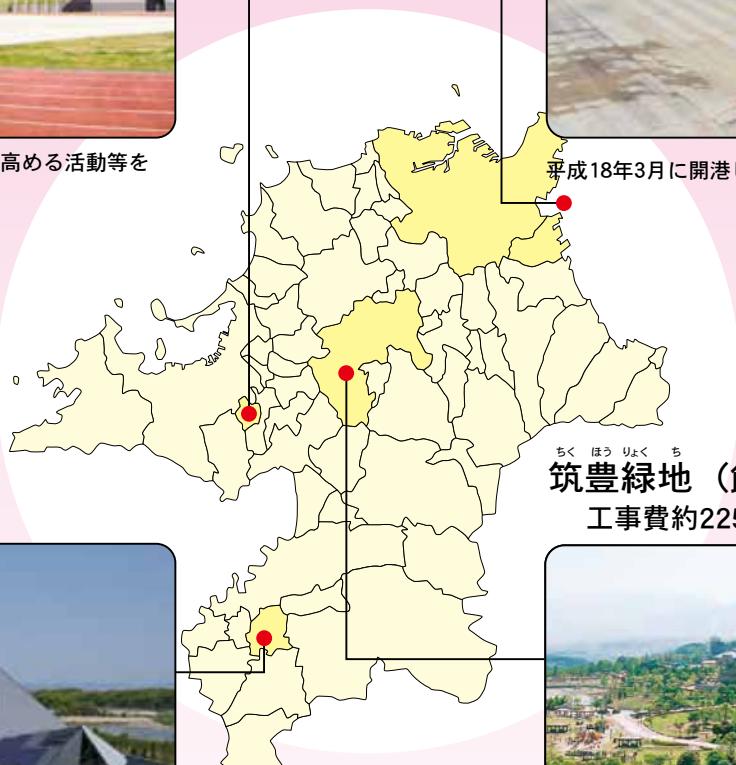 高める活動等を
平成18年3月に開港
ちく ほう りょく ち
筑豊緑地（
工事費約225